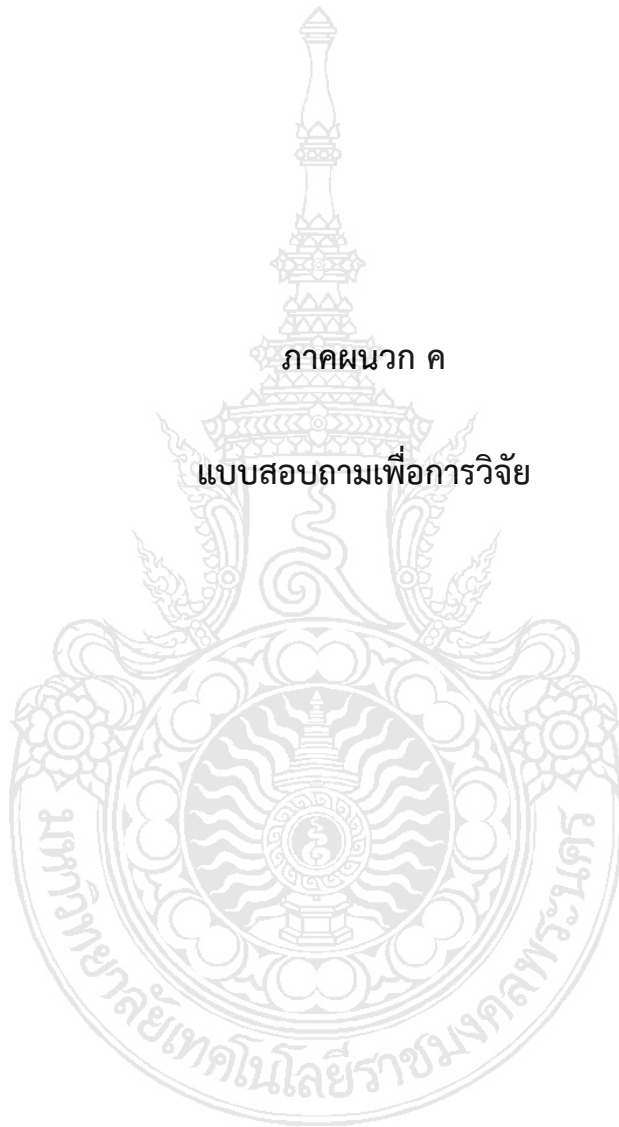 ภาคผนวก ค
แบบสอบถามเพื่อการวิจัย
มหาวิทยาลัยเทคโนโลยีราชมงคลพระนคร